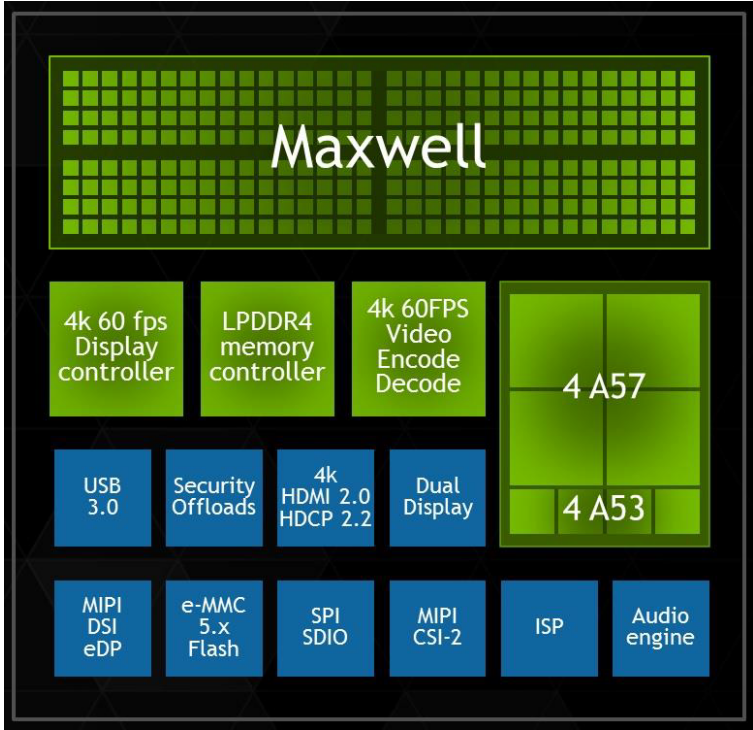 Maxwell
4k 60 fps
Display
controller
LPDDR4
memory
controller
4k 60FPS
Video
Encode
Decode
4 A57
4 A53
USB
3.0
Security
Offloads
4k
HDMI 2.0
HDCP 2.2
Dual
Display
MIPI
DSI
eDP
e-MMC
5.x
Flash
SPI
SDIO
MIPI
CSI-2
ISP
Audio
engine